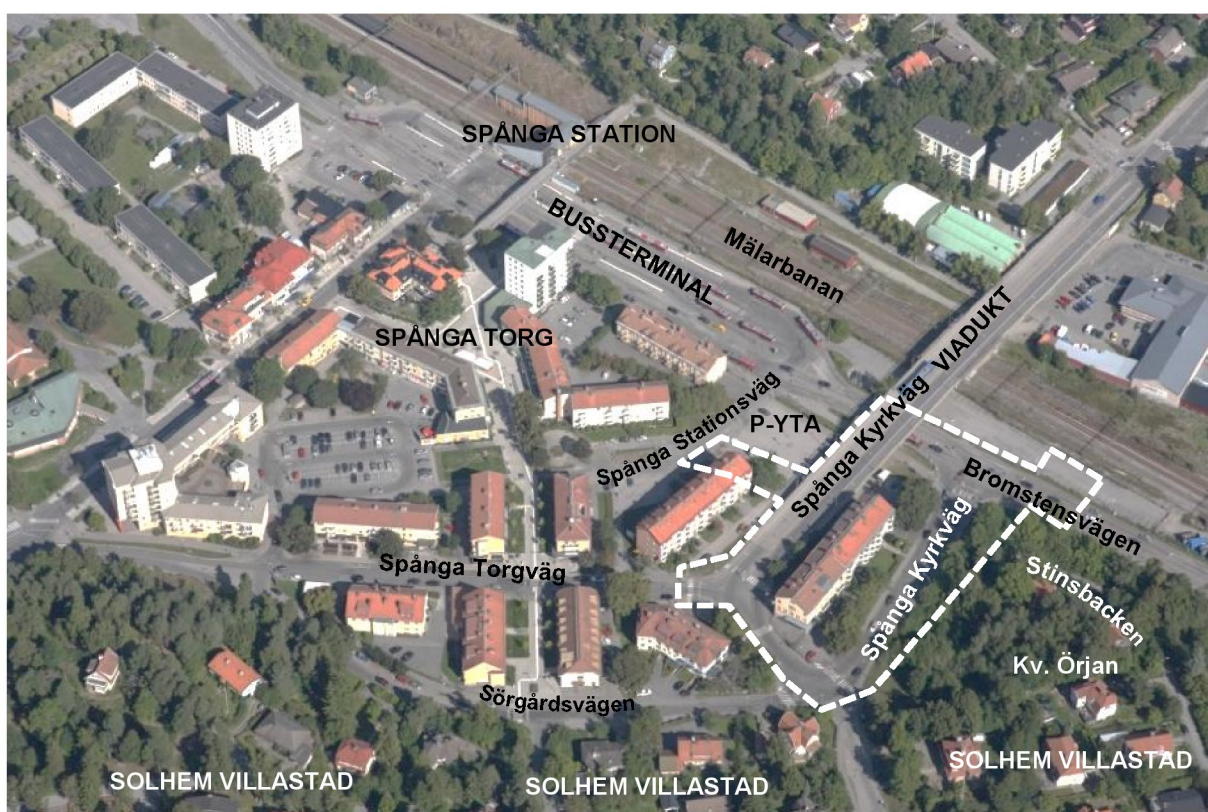 SPÅNGA STATION
BUSSTERMINAL
Mälarbanan
SPÅNGA TORG
Spånga Kyrkväg VIADUKT
Spånga Stationsväg
P-YTA
Bromstensvägen
Spånga Kyrkväg
Spånga Torgväg
Stinsbacken
Kv. Örjan
Sörgårdsvägen
SOLHEM VILLASTAD
SOLHEM VILLASTAD
SOLHEM VILLASTAD